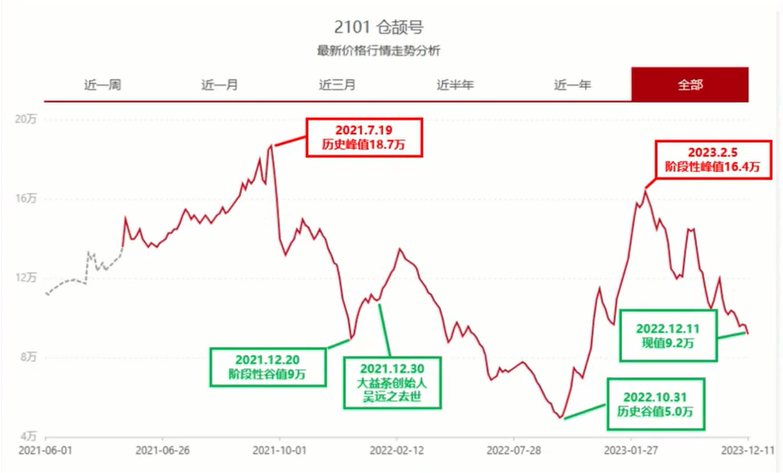 2101 仓颉号
最新价格行情走势分析
近一周
近一月
近三月
近半年
近一年
全部
20万
16万
12万
8万
4万
2021.7.19
历史峰值18.7万
2023.2.5
阶段性峰值16.4万
2021.12.20
阶段性谷值9万
2021.12.30
大益茶创始人
吴远之去世
2022.12.11
现值9.2万
2022.10.31
历史谷值5.0万
2021-06-01
2021-06-26
2021-10-01
2022-02-12
2022-07-28
2023-01-27
2023-12-11